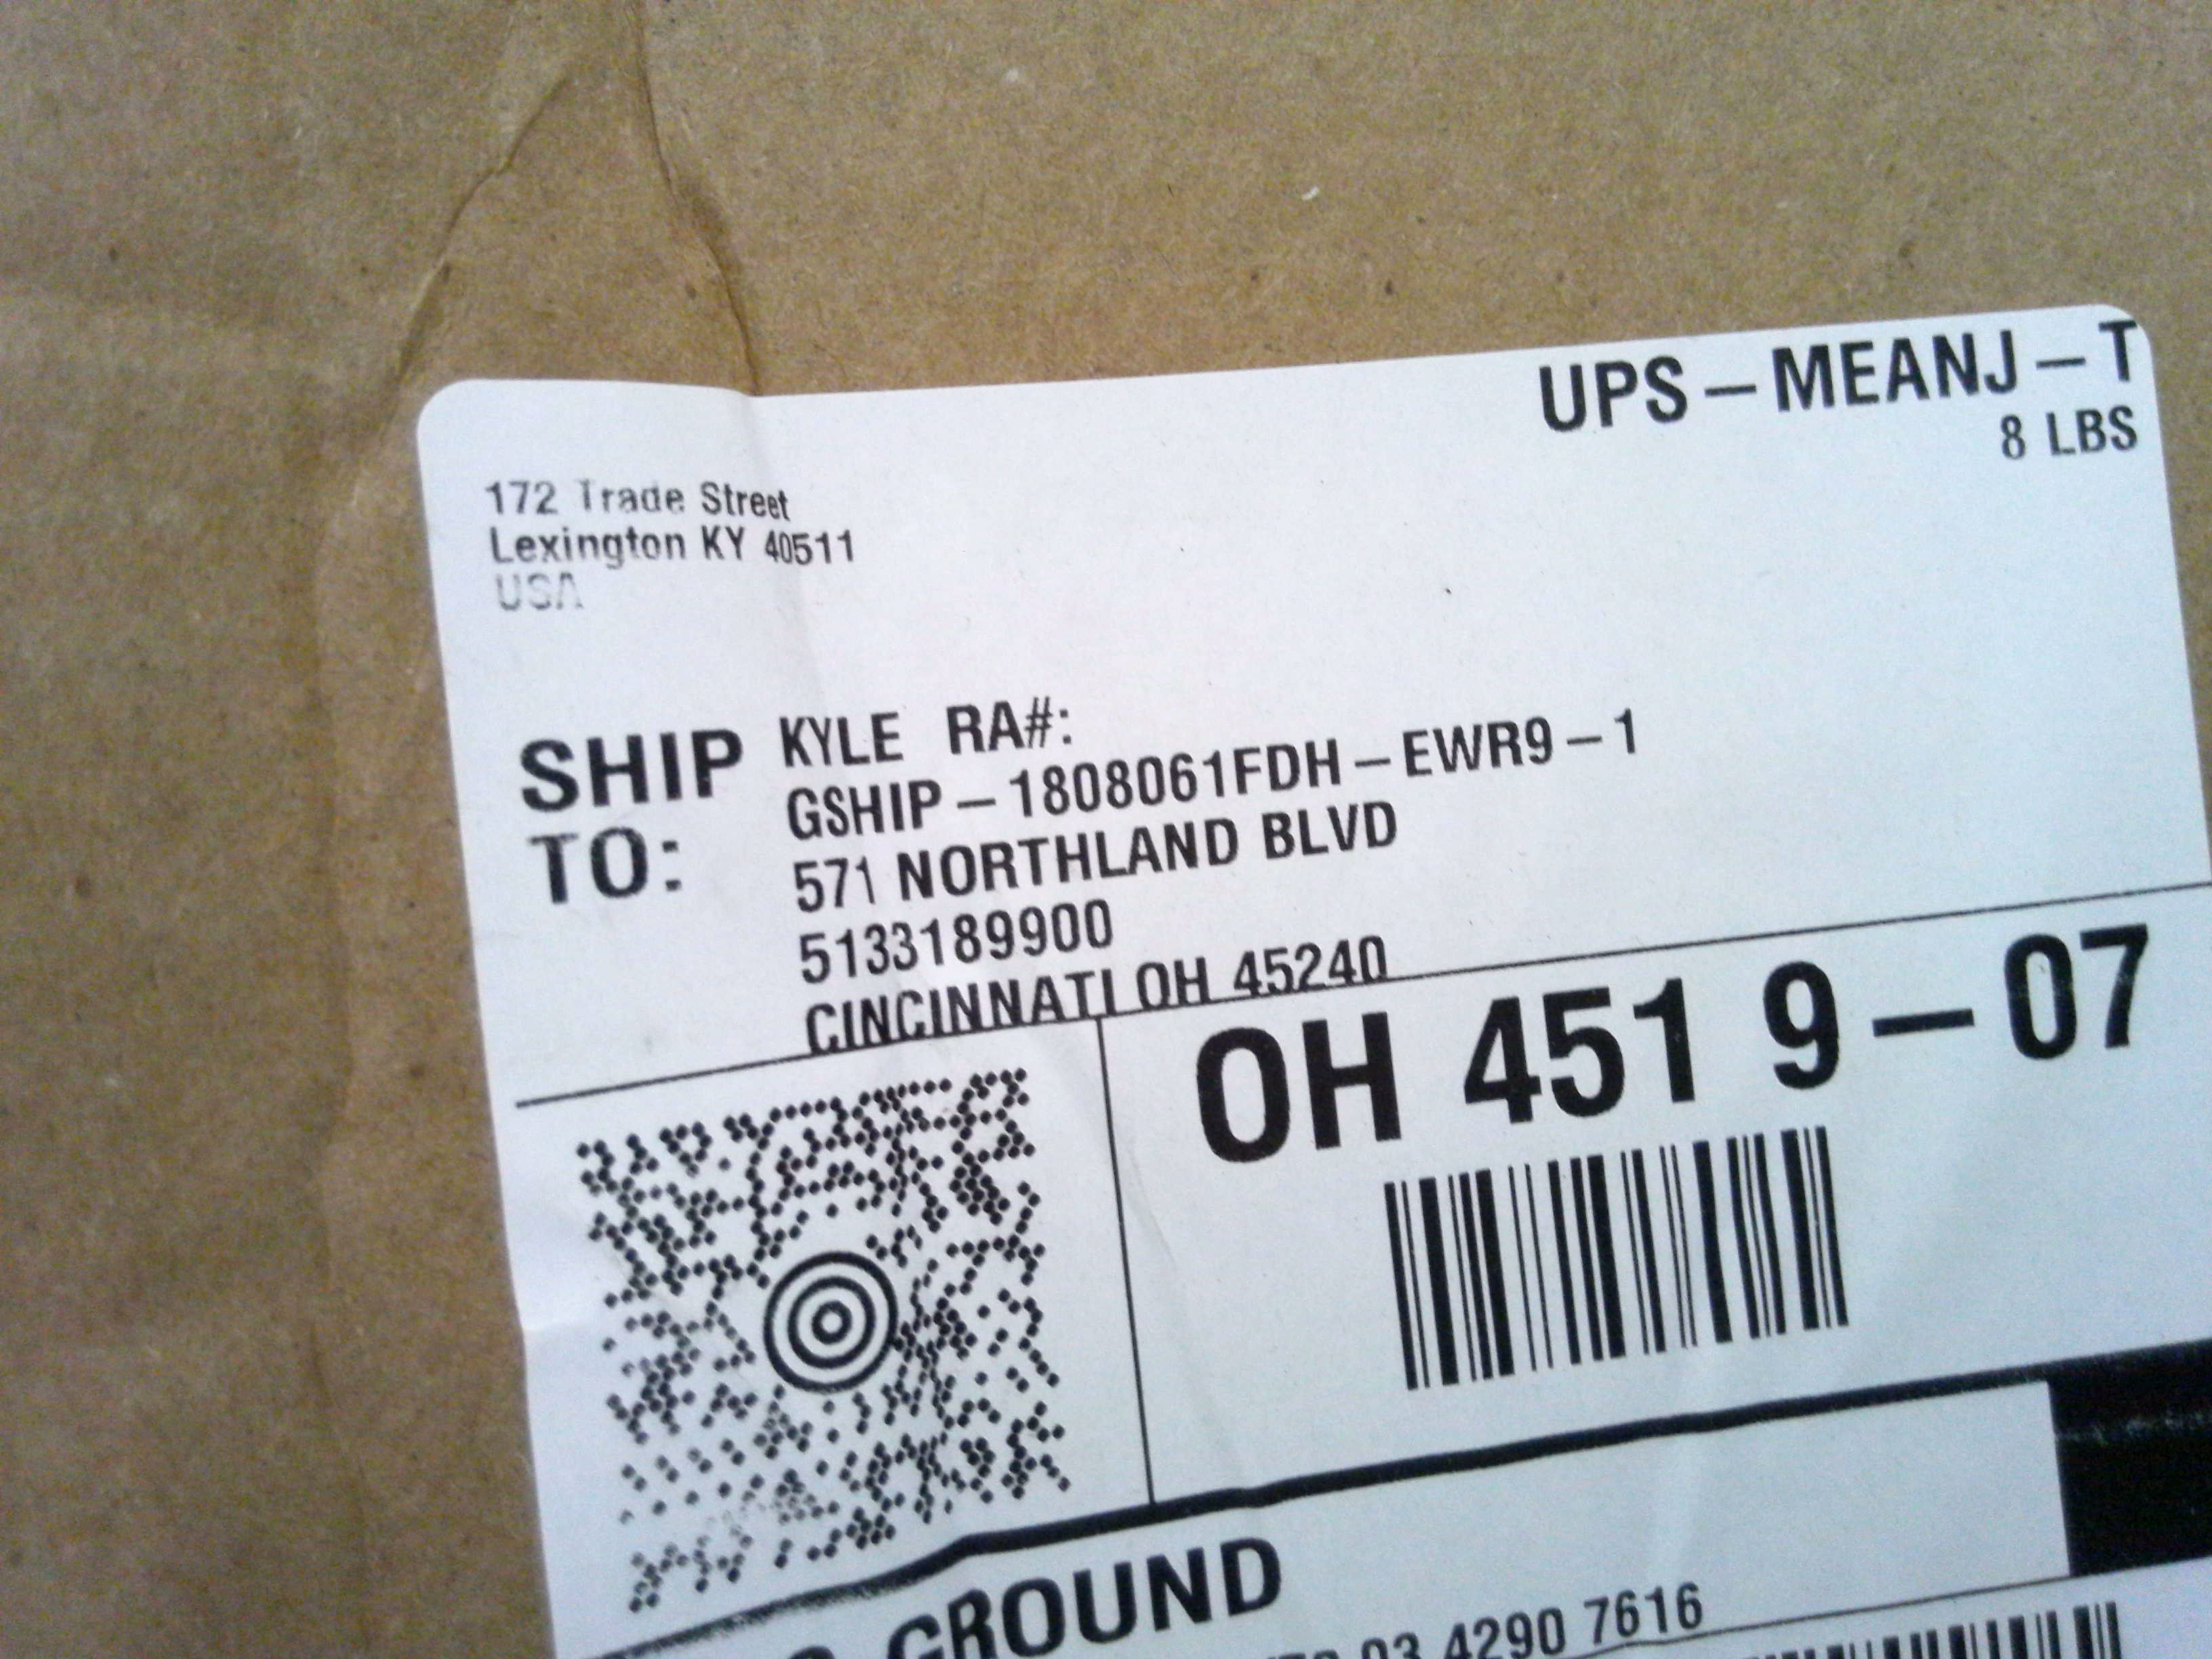 UPS – MEANJ – T
8 LBS
172 Trade Street
Lexington KY 40511
USA
SHIP TO:
KYLE RA#:
GSHIP – 1808061FDH – EWR9 – 1
571 NORTHLAND BLVD
5133189900
CINCINNATI OH 45240
OH 451 9 – 07
GROUND
03 4290 7616